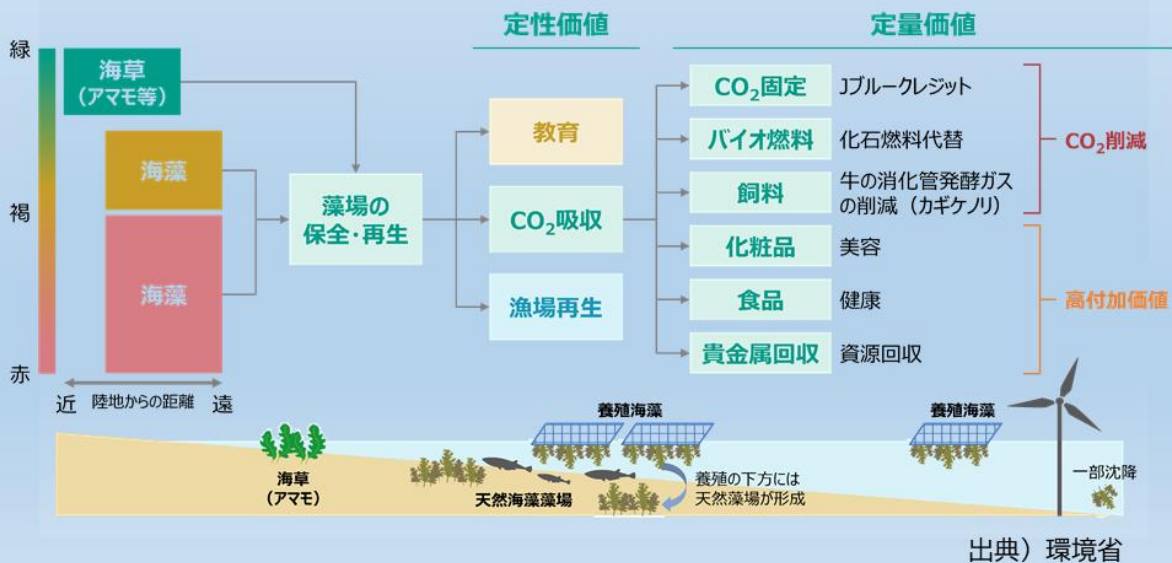 定性価値
定量価値
緑
褐
赤
海草
（アマモ等）
海藻
海藻
近 陸地からの距離 遠
藻場の
保全・再生
教育
CO₂吸収
漁場再生
CO₂固定 Jブルークレジット
バイオ燃料 化石燃料代替
飼料 牛の消化管発酵ガス
の削減（カギケノリ）
化粧品 美容
食品 健康
貴金属回収 資源回収
CO₂削減
高付加価値
海草
（アマモ）
天然海藻藻場
養殖海藻
養殖の下方には
天然藻場が形成
養殖海藻
一部沈降
出典）環境省